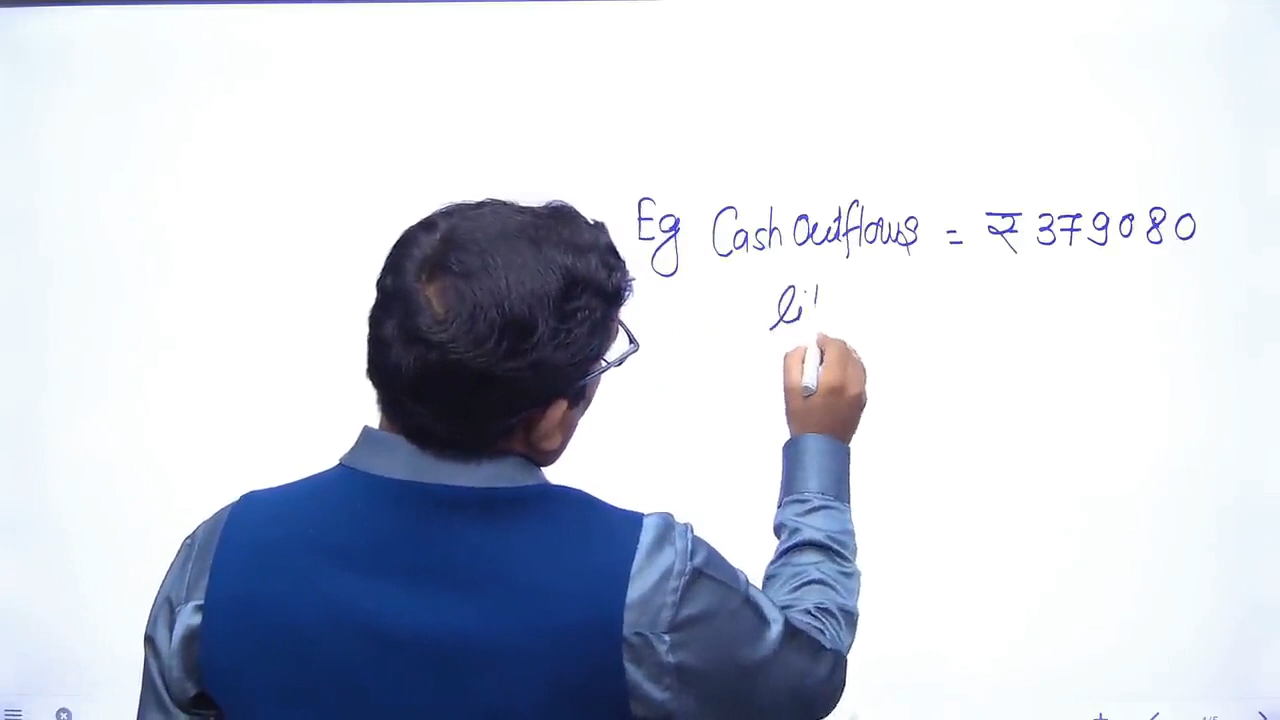 Eg Cash outflows = ₹ 379080